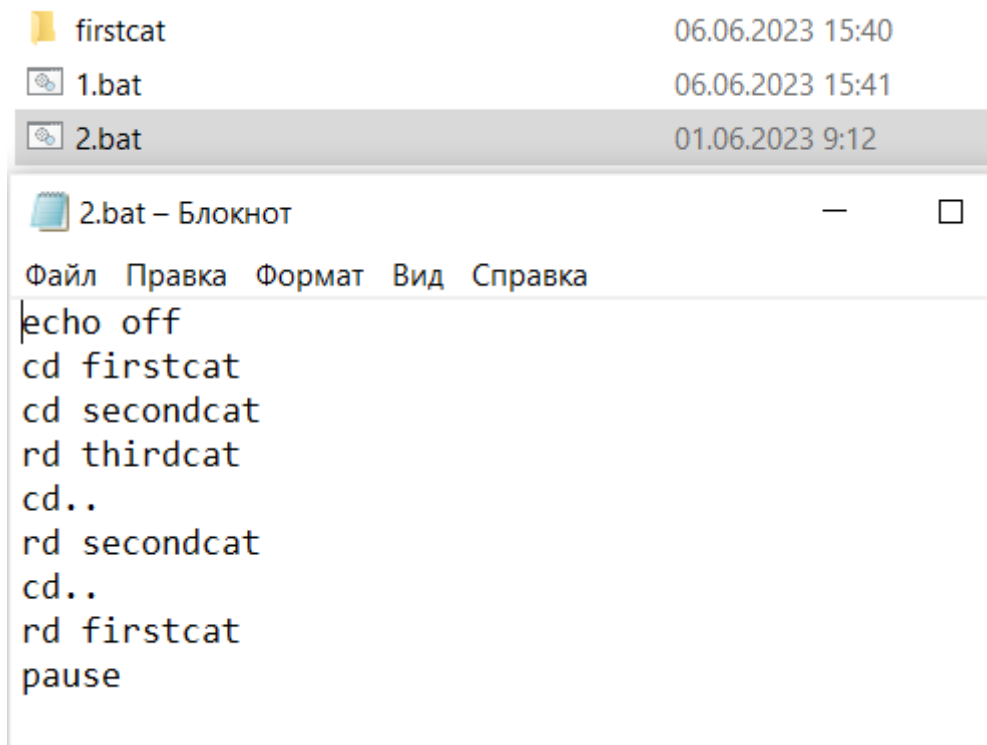 firstcat 06.06.2023 15:40
1.bat 06.06.2023 15:41
2.bat 01.06.2023 9:12
2.bat – Блокнот
Файл Правка Формат Вид Справка
echo off
cd firstcat
cd secondcat
rd thirdcat
cd..
rd secondcat
cd..
rd firstcat
pause